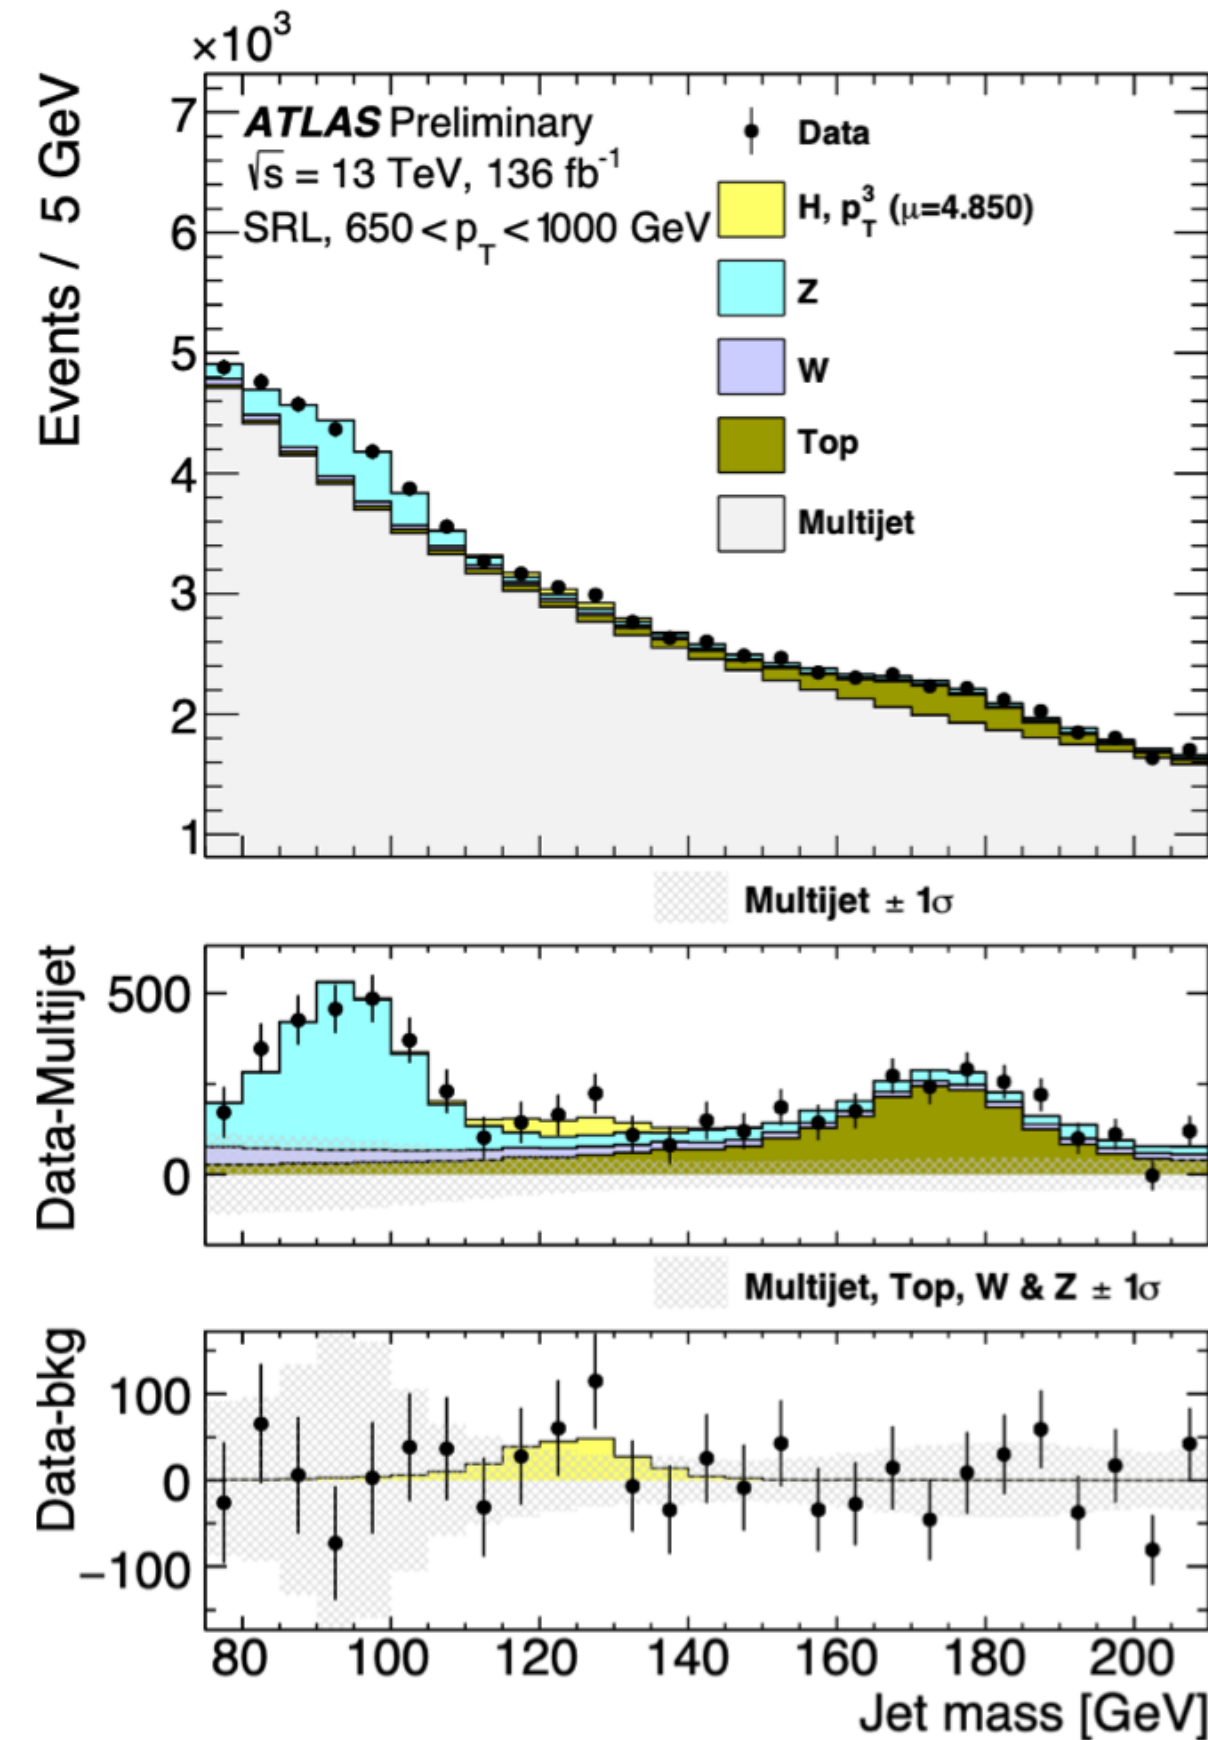 ×10³
Events / 5 GeV
7
6
5
4
3
2
1
ATLAS Preliminary
√s = 13 TeV, 136 fb⁻¹
SRL, 650 < p_T < 1000 GeV
Data
H, p_T³ (μ=4.850)
Z
W
Top
Multijet
Multijet ± 1σ
Data-Multijet
500
0
Multijet, Top, W & Z ± 1σ
Data-bkg
100
0
−100
80 100 120 140 160 180 200
Jet mass [GeV]